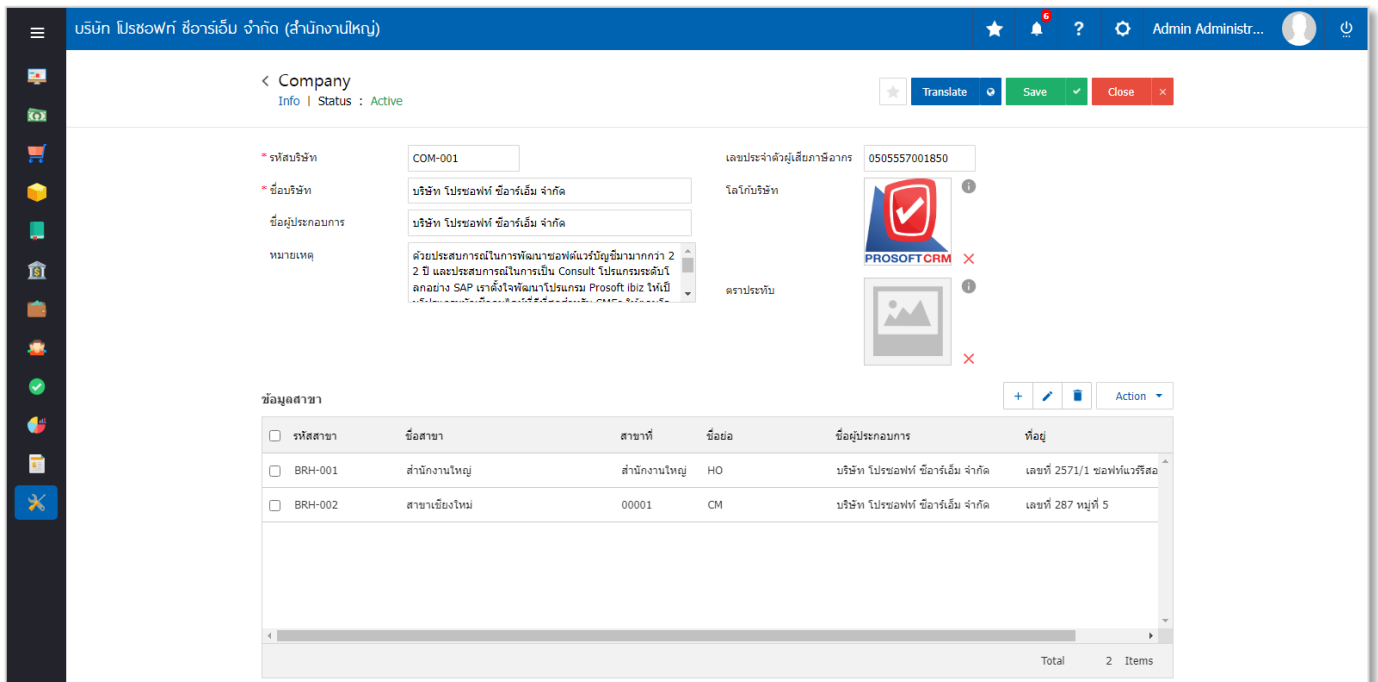 บริษัท โปรซอฟท์ ซีอาร์เอ็ม จำกัด (สำนักงานใหญ่)
6
?
Admin Administr...
< Company
Info | Status : Active
Translate
Save
Close ×
* รหัสบริษัท
COM-001
เลขประจำตัวผู้เสียภาษีอากร
0505557001850
* ชื่อบริษัท
บริษัท โปรซอฟท์ ซีอาร์เอ็ม จำกัด
โลโก้บริษัท
PROSOFT CRM
ชื่อผู้ประกอบการ
บริษัท โปรซอฟท์ ซีอาร์เอ็ม จำกัด
หมายเหตุ
ด้วยประสบการณ์ในการพัฒนาซอฟต์แวร์บัญชีมามากกว่า 2
2 ปี และประสบการณ์ในการเป็น Consult โปรแกรมระดับโ
ลกอย่าง SAP เราตั้งใจพัฒนาโปรแกรม Prosoft ibiz ให้เป็
ตราประทับ
ข้อมูลสาขา
+
Action
รหัสสาขา ชื่อสาขา สาขาที่ ชื่อย่อ ชื่อผู้ประกอบการ ที่อยู่
BRH-001 สำนักงานใหญ่ สำนักงานใหญ่ HO บริษัท โปรซอฟท์ ซีอาร์เอ็ม จำกัด เลขที่ 2571/1 ซอฟท์แวร์รีสอ
BRH-002 สาขาเชียงใหม่ 00001 CM บริษัท โปรซอฟท์ ซีอาร์เอ็ม จำกัด เลขที่ 287 หมู่ที่ 5
Total 2 Items